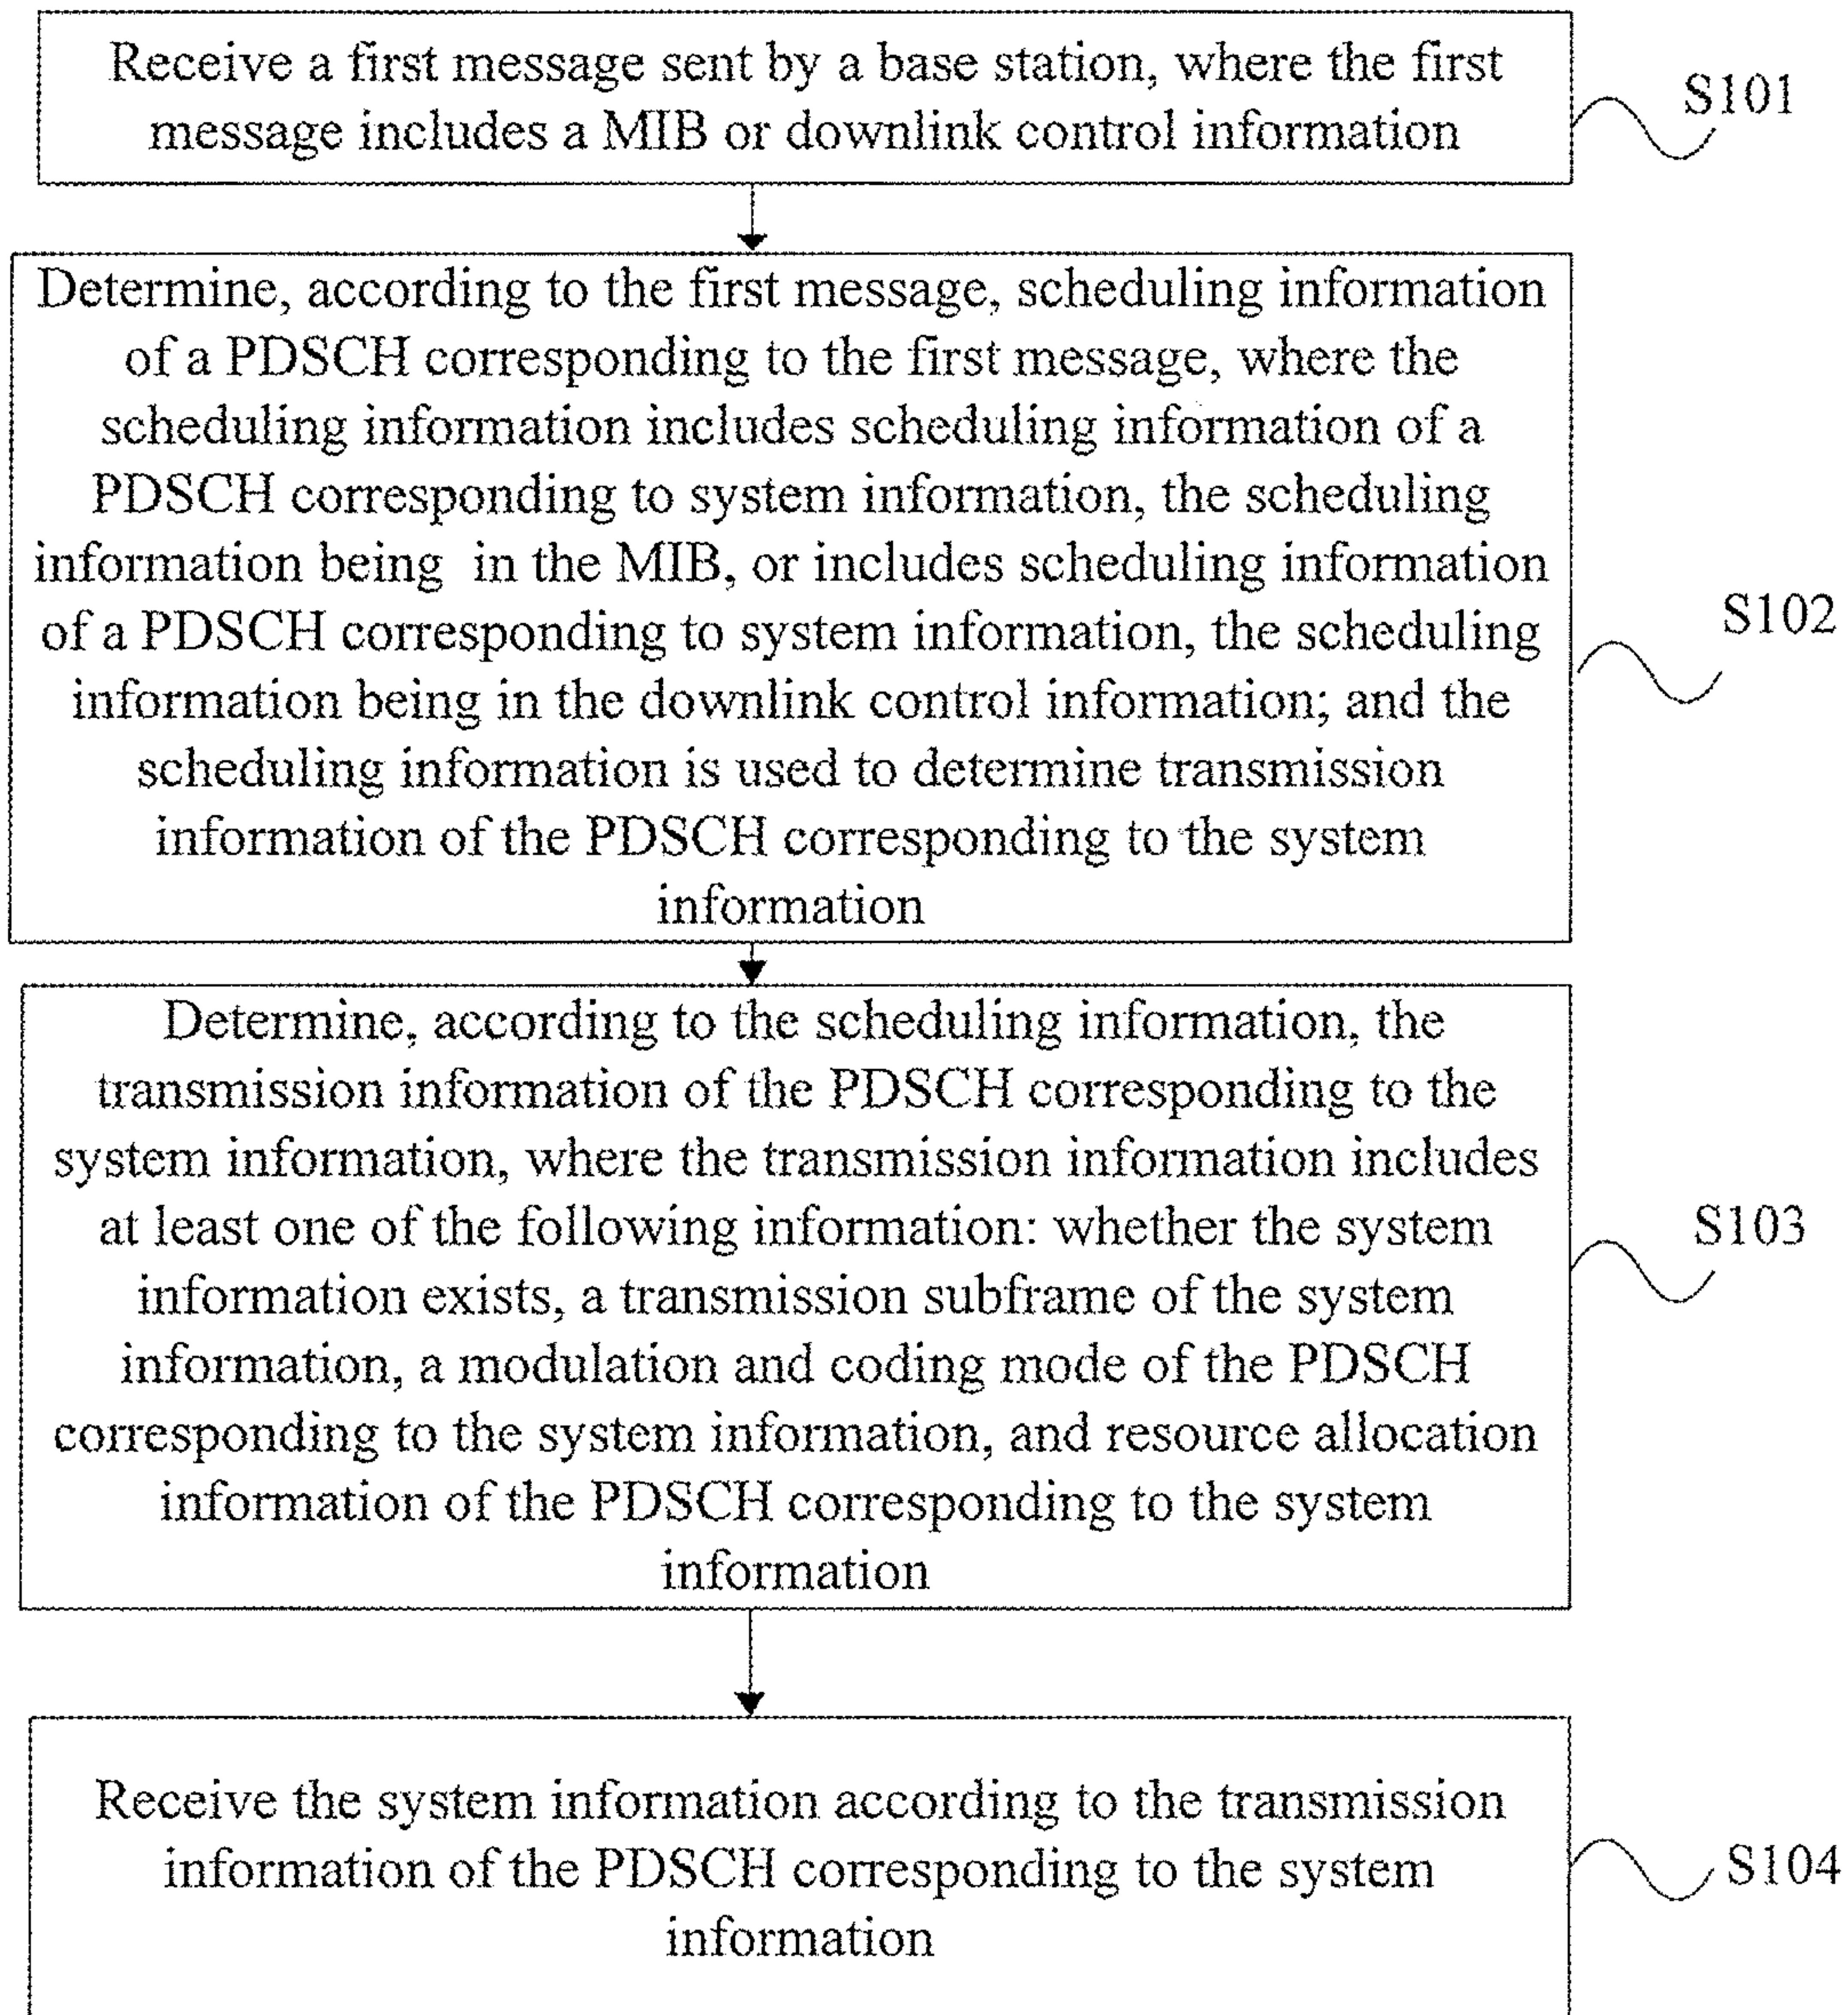 Receive a first message sent by a base station, where the first
message includes a MIB or downlink control information
S101
Determine, according to the first message, scheduling information
of a PDSCH corresponding to the first message, where the
scheduling information includes scheduling information of a
PDSCH corresponding to system information, the scheduling
information being in the MIB, or includes scheduling information
of a PDSCH corresponding to system information, the scheduling
information being in the downlink control information; and the
scheduling information is used to determine transmission
information of the PDSCH corresponding to the system
information
S102
Determine, according to the scheduling information, the
transmission information of the PDSCH corresponding to the
system information, where the transmission information includes
at least one of the following information: whether the system
information exists, a transmission subframe of the system
information, a modulation and coding mode of the PDSCH
corresponding to the system information, and resource allocation
information of the PDSCH corresponding to the system
information
S103
Receive the system information according to the transmission
information of the PDSCH corresponding to the system
information
S104